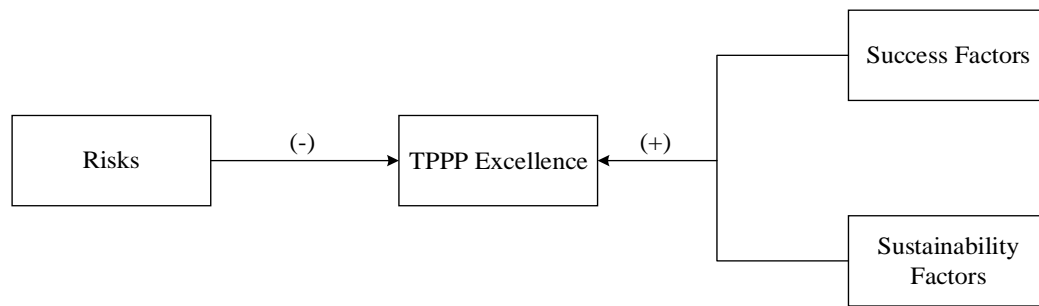 Success Factors
Risks
(-)
TPPP Excellence
(+)
Sustainability
Factors